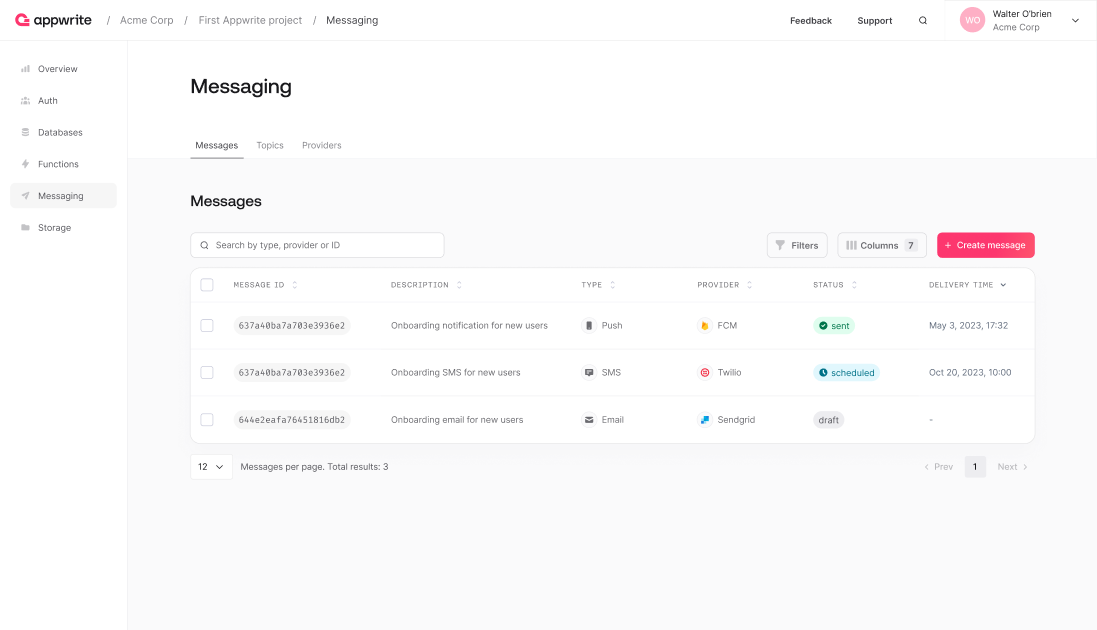 appwrite / Acme Corp / First Appwrite project / Messaging
Feedback Support
WO Walter O'brien
Acme Corp
Overview
Auth
Databases
Functions
Messaging
Storage
Messaging
Messages Topics Providers
Messages
Search by type, provider or ID
Filters
Columns 7
+ Create message
MESSAGE ID DESCRIPTION TYPE PROVIDER STATUS DELIVERY TIME
637a40ba7a703e3936e2 Onboarding notification for new users Push FCM sent May 3, 2023, 17:32
637a40ba7a703e3936e2 Onboarding SMS for new users SMS Twilio scheduled Oct 20, 2023, 10:00
644e2eafa76451816db2 Onboarding email for new users Email Sendgrid draft -
12 Messages per page. Total results: 3
< Prev 1 Next >